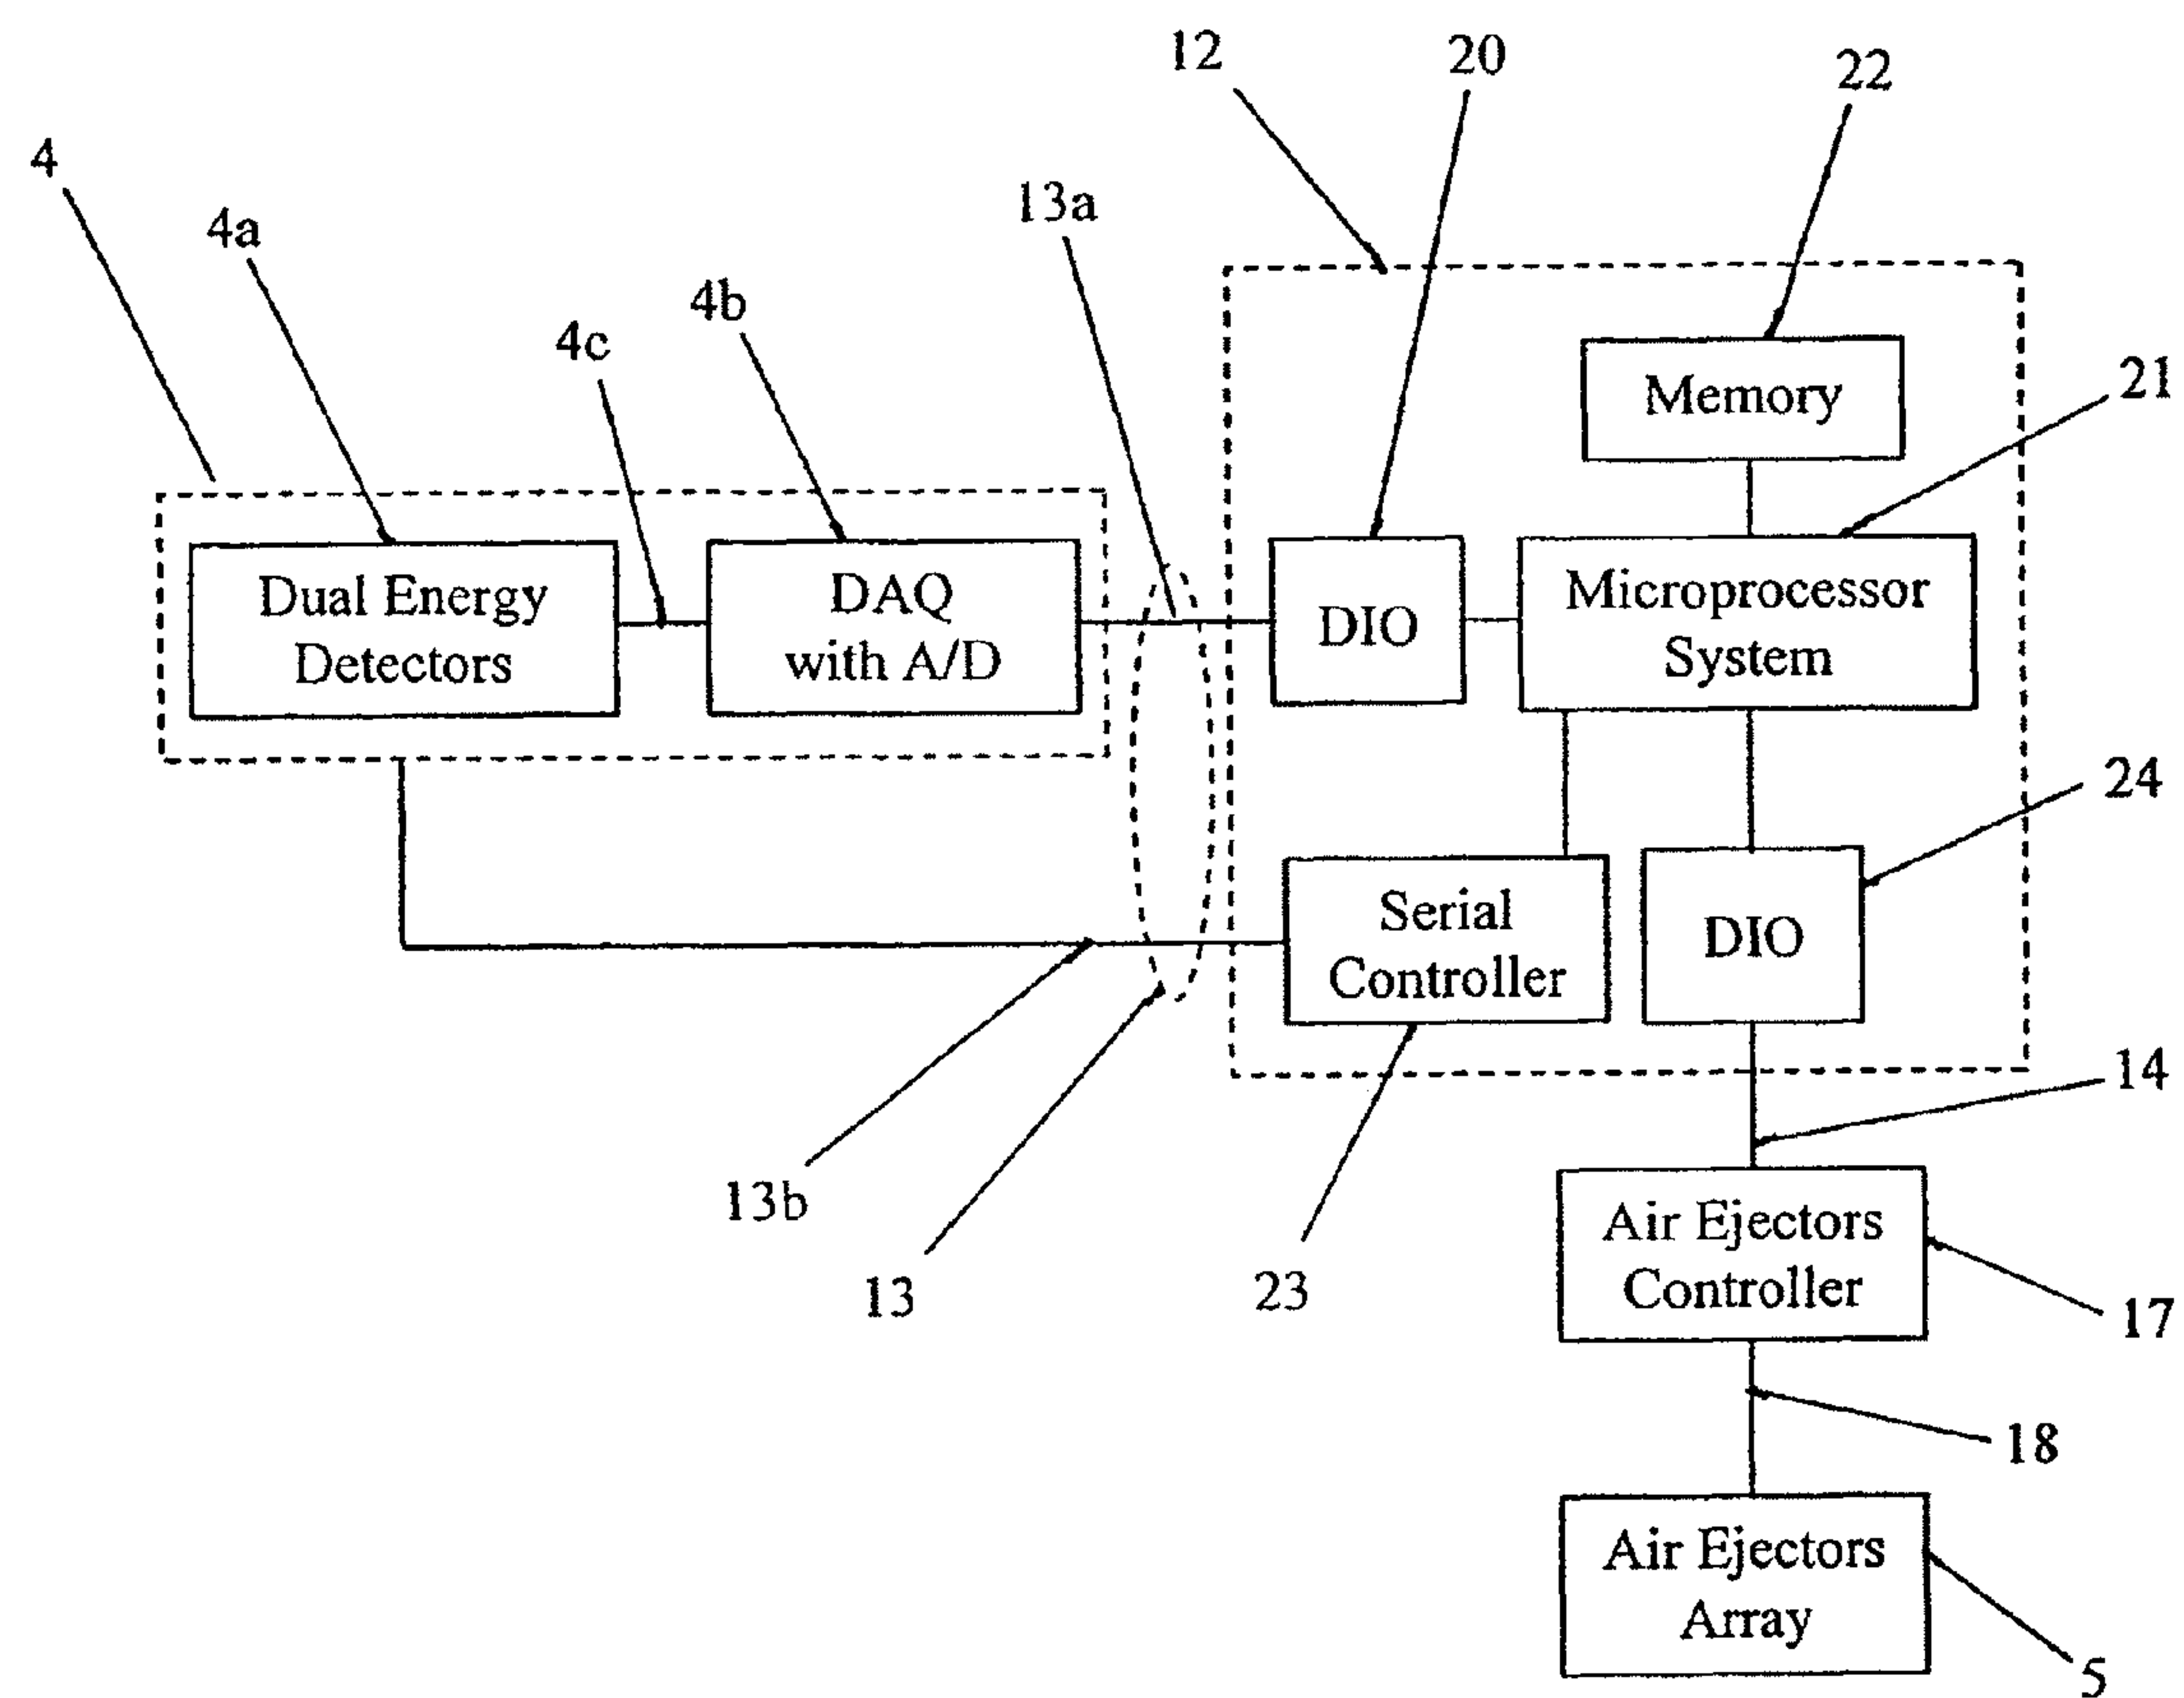 12
20
22
4
4a
13a
4b
4c
Memory
21
Dual Energy
Detectors
DAQ
with A/D
DIO
Microprocessor
System
24
Serial
Controller
DIO
14
13b
13
23
Air Ejectors
Controller
17
18
Air Ejectors
Array
5